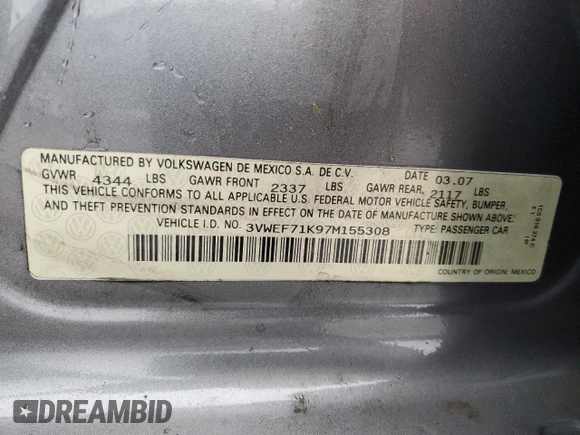 MANUFACTURED BY VOLKSWAGEN DE MEXICO S.A. DE C.V. DATE 03.07
GVWR 4344 LBS GAWR FRONT 2337 LBS GAWR REAR 2117 LBS
THIS VEHICLE CONFORMS TO ALL APPLICABLE U.S. FEDERAL MOTOR VEHICLE SAFETY, BUMPER,
AND THEFT PREVENTION STANDARDS IN EFFECT ON THE DATE OF MANUFACTURE SHOWN ABOVE:
VEHICLE I.D. NO. 3VWEF71K97M155308 TYPE: PASSENGER CAR
COUNTRY OF ORIGIN: MEXICO
DREAMBID